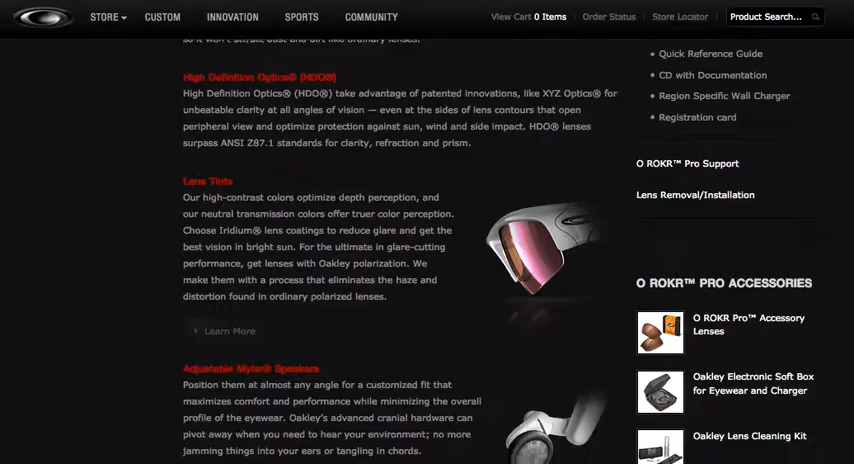 STORE
CUSTOM
INNOVATION
SPORTS
COMMUNITY
View Cart 0 Items
Order Status
Store Locator
Product Search...
High Definition Optics® (HDO®)
High Definition Optics® (HDO®) take advantage of patented innovations, like XYZ Optics® for
unbeatable clarity at all angles of vision — even at the sides of lens contours that open
peripheral view and optimize protection against sun, wind and side impact. HDO® lenses
surpass ANSI Z87.1 standards for clarity, refraction and prism.
Lens Tints
Our high-contrast colors optimize depth perception, and
our neutral transmission colors offer truer color perception.
Choose Iridium® lens coatings to reduce glare and get the
best vision in bright sun. For the ultimate in glare-cutting
performance, get lenses with Oakley polarization. We
make them with a process that eliminates the haze and
distortion found in ordinary polarized lenses.
Learn More
Adjustable Mylar® Speakers
Position them at almost any angle for a customized fit that
maximizes comfort and performance while minimizing the overall
profile of the eyewear. Oakley's advanced cranial hardware can
pivot away when you need to hear your environment; no more
jamming things into your ears or tangling in chords.
• Quick Reference Guide
• CD with Documentation
• Region Specific Wall Charger
• Registration card
O ROKR™ Pro Support
Lens Removal/Installation
O ROKR™ PRO ACCESSORIES
O ROKR Pro™ Accessory
Lenses
Oakley Electronic Soft Box
for Eyewear and Charger
Oakley Lens Cleaning Kit